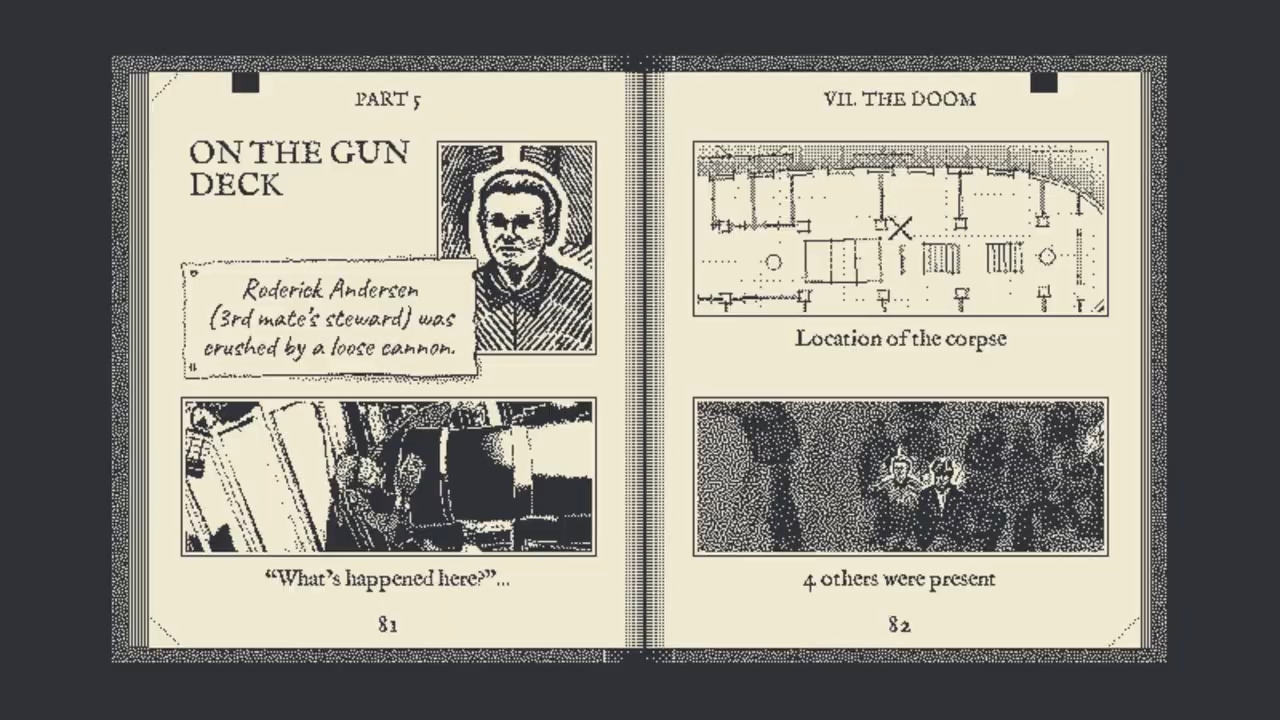 PART 5
ON THE GUN
DECK
Roderick Andersen
(3rd mate's steward) was
crushed by a loose cannon.
“What's happened here?”...
81
VII. THE DOOM
Location of the corpse
4 others were present
82